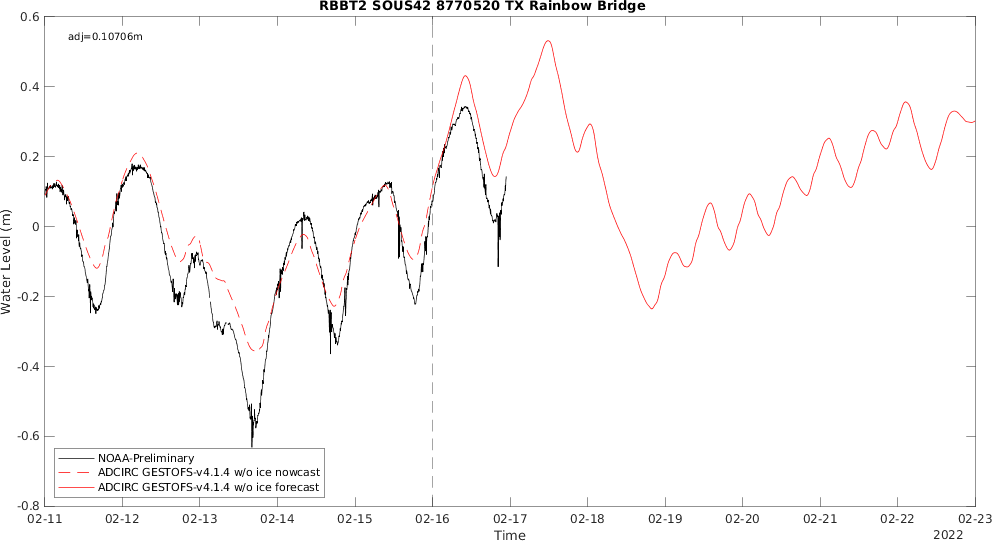 RBBT2 SOUS42 8770520 TX Rainbow Bridge
adj=0.10706m
0.6
0.4
0.2
0
-0.2
-0.4
-0.6
-0.8
Water Level (m)
NOAA-Preliminary
ADCIRC GESTOFS-v4.1.4 w/o ice nowcast
ADCIRC GESTOFS-v4.1.4 w/o ice forecast
02-11 02-12 02-13 02-14 02-15 02-16 02-17 02-18 02-19 02-20 02-21 02-22 02-23
Time
2022